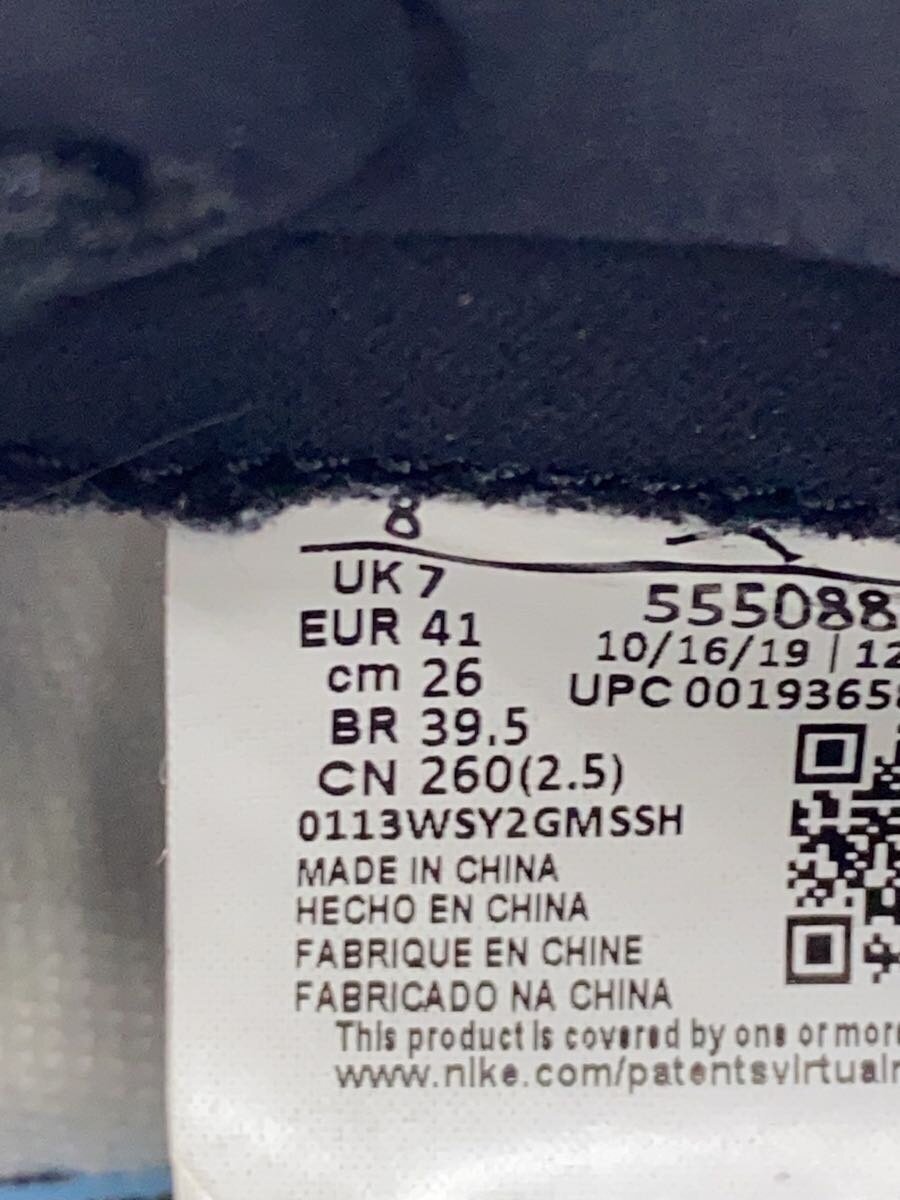 8
UK 7
EUR 41
cm 26
BR 39.5
CN 260(2.5)
0113WSY2GMSSH
555088
10/16/19 | 12
UPC 00193658
MADE IN CHINA
HECHO EN CHINA
FABRIQUE EN CHINE
FABRICADO NA CHINA
This product is covered by one or more
www.nike.com/patentsvirtualr